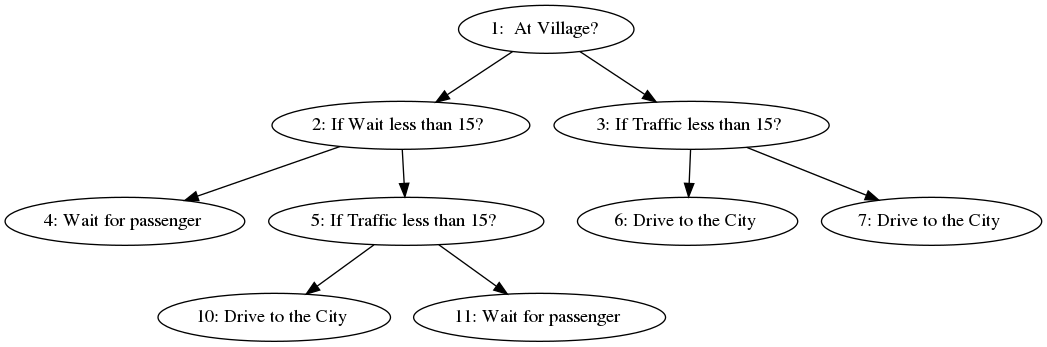 1:  At Village?
2: If Wait less than 15?
3: If Traffic less than 15?
4: Wait for passenger
5: If Traffic less than 15?
6: Drive to the City
7: Drive to the City
10: Drive to the City
11: Wait for passenger